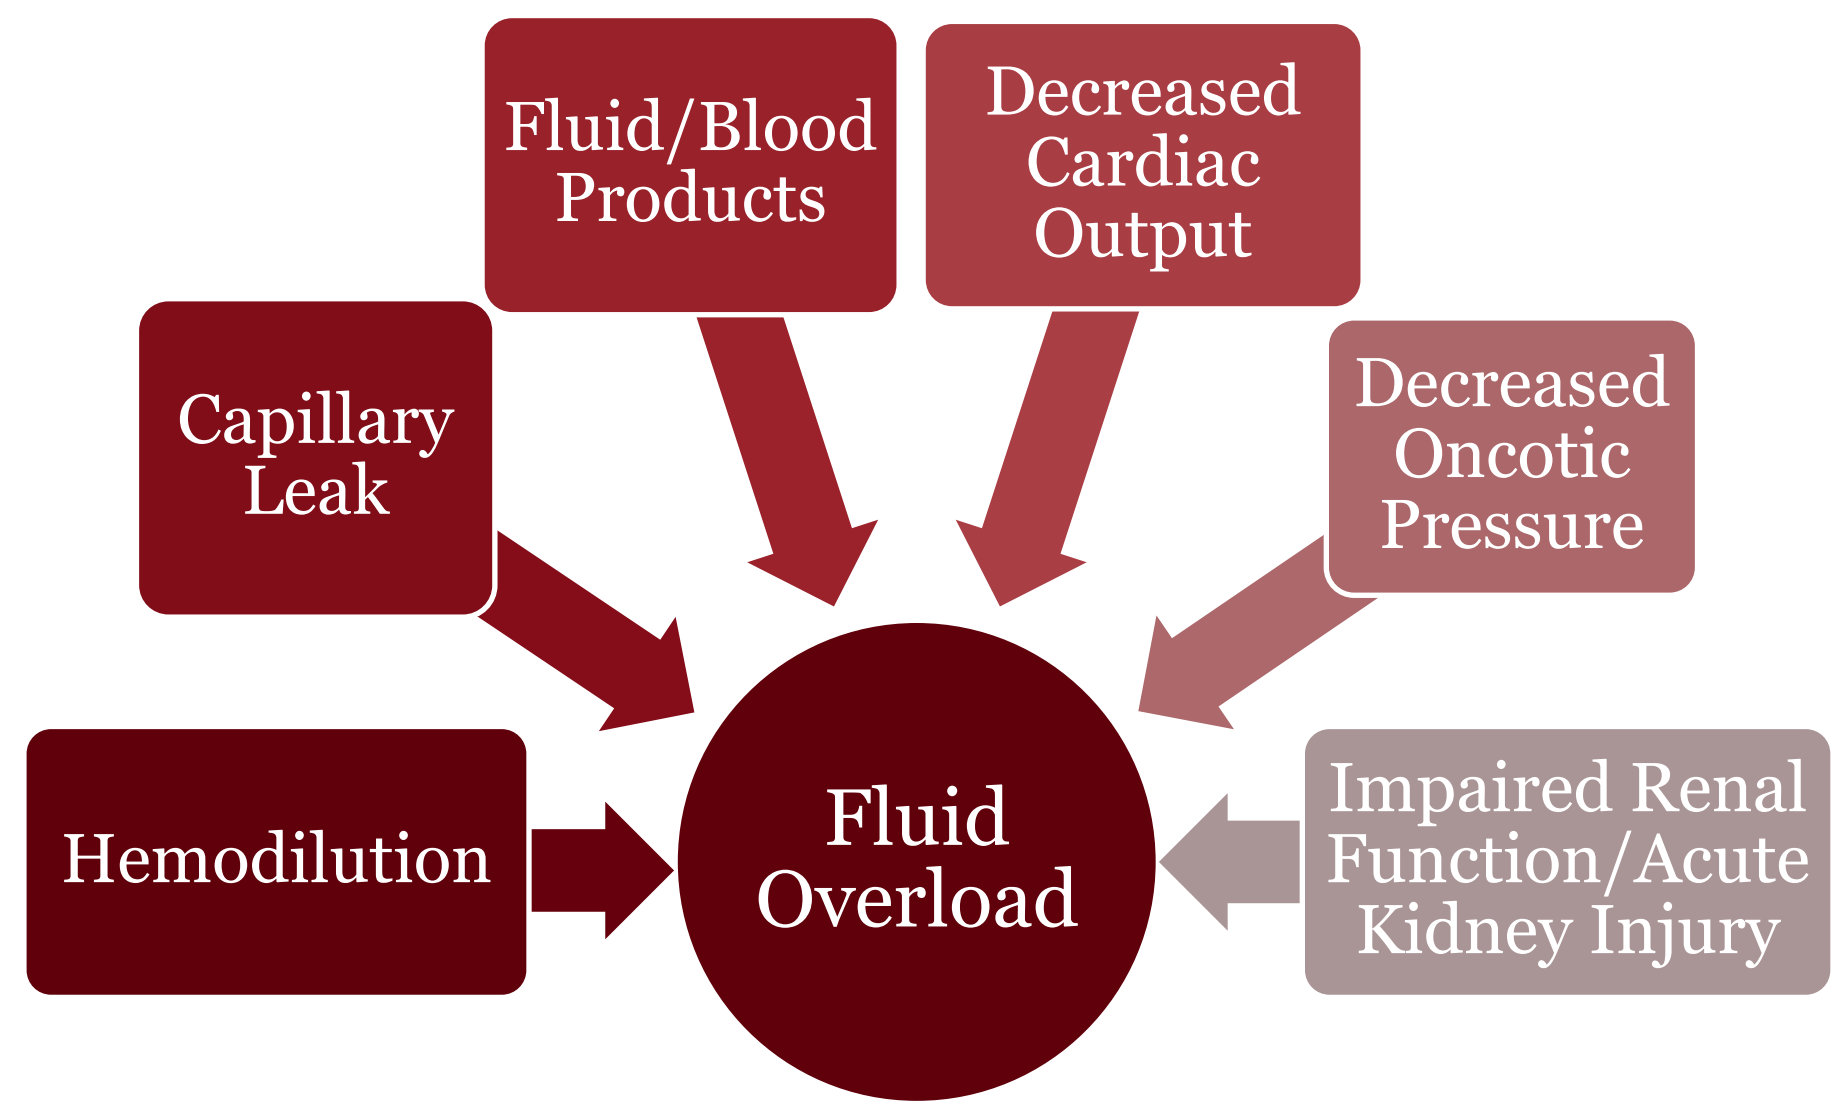 Fluid/Blood
Products
Decreased
Cardiac
Output
Capillary
Leak
Decreased
Oncotic
Pressure
Hemodilution
Fluid
Overload
Impaired Renal
Function/Acute
Kidney Injury